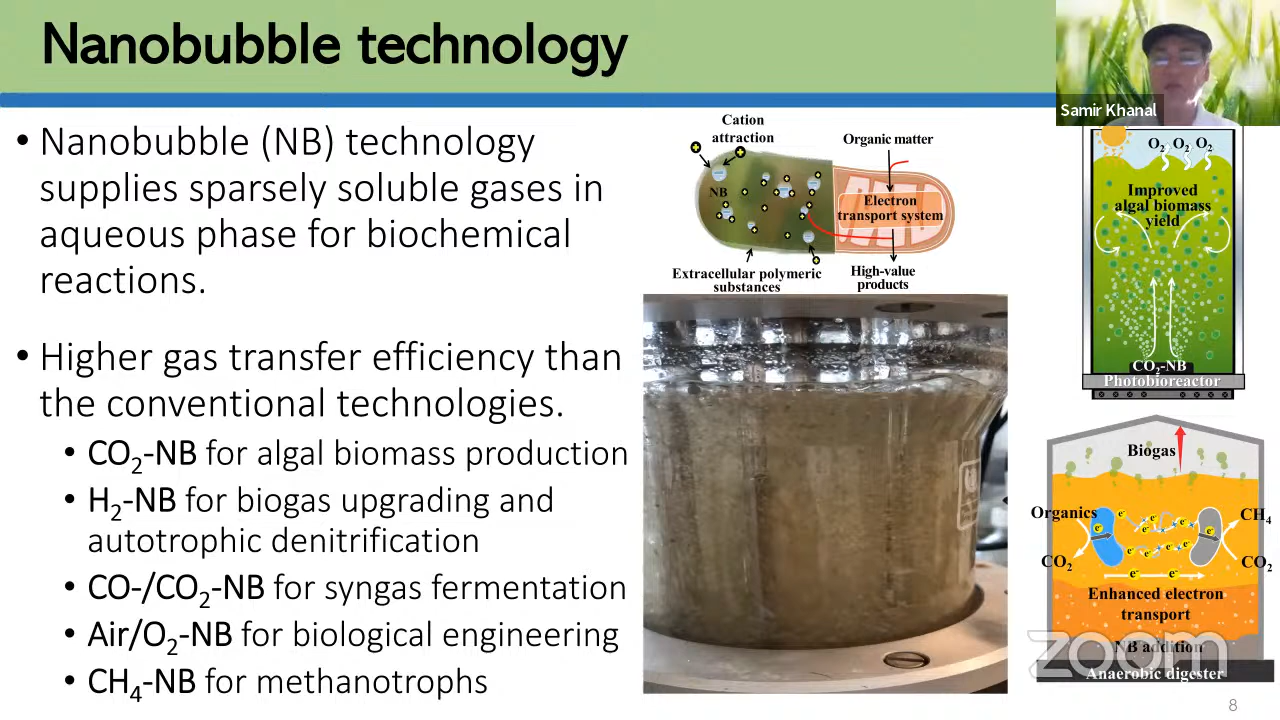 Nanobubble technology
Samir Khanal
• Nanobubble (NB) technology
supplies sparsely soluble gases in
aqueous phase for biochemical
reactions.
• Higher gas transfer efficiency than
the conventional technologies.
• CO₂-NB for algal biomass production
• H₂-NB for biogas upgrading and
autotrophic denitrification
• CO-/CO₂-NB for syngas fermentation
• Air/O₂-NB for biological engineering
• CH₄-NB for methanotrophs
Cation
attraction
Organic matter
NB
Electron
transport system
Extracellular polymeric
substances
High-value
products
O₂ O₂ O₂
Improved
algal biomass
yield
CO₂-NB
Photobioreactor
Biogas
Organics
CH₄
e⁻ e⁻ e⁻ e⁻ e⁻ e⁻ e⁻ e⁻
CO₂
CO₂
e⁻ e⁻
Enhanced electron
transport
NB addition
zoom
Anaerobic digester
8